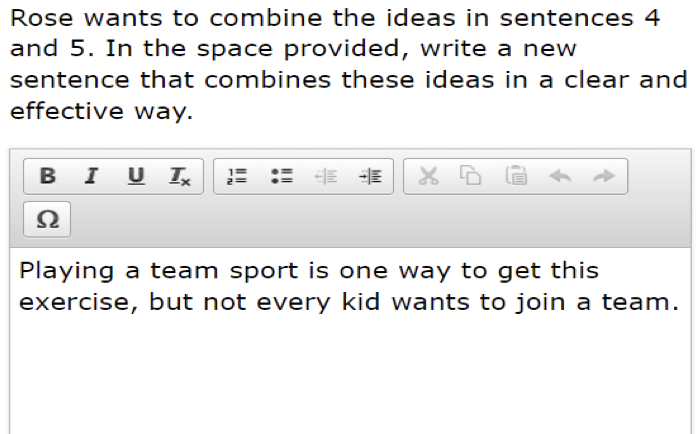 Rose wants to combine the ideas in sentences 4
and 5. In the space provided, write a new
sentence that combines these ideas in a clear and
effective way.
B I U Tx
Ω
Playing a team sport is one way to get this
exercise, but not every kid wants to join a team.